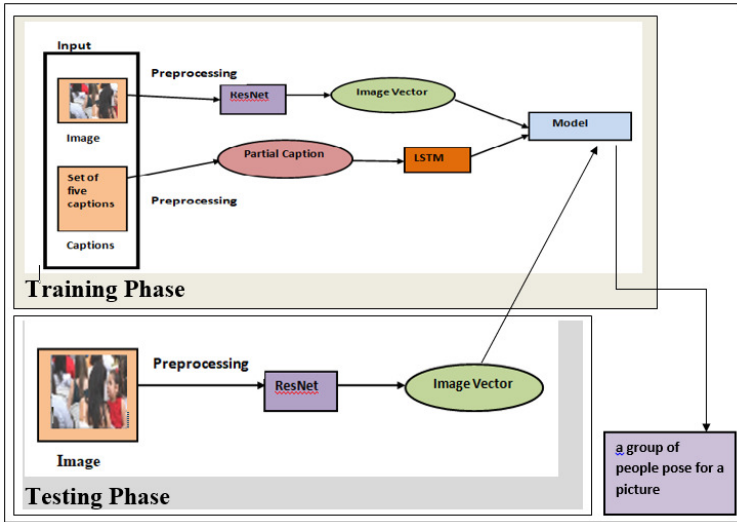 Input
Preprocessing
ResNet
Image Vector
Image
Model
Partial Caption
LSTM
Set of
five
captions
Preprocessing
Captions
Training Phase
Preprocessing
ResNet
Image Vector
Image
a group of
people pose for a
picture
Testing Phase